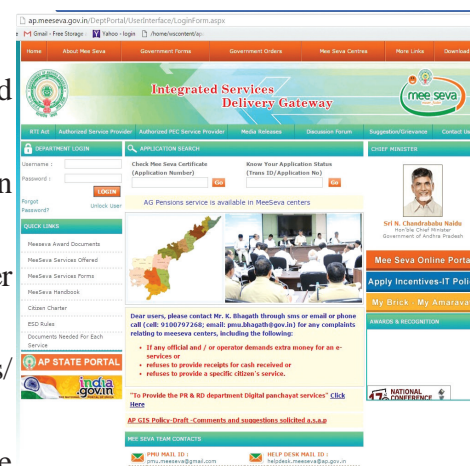 ap.meeseva.gov.in/DeptPortal/UserInterface/LoginForm.aspx
Gmail - Free Storage : Yahoo - login /home/vscontent/ap
Home About Mee Seva Government Forms Government Orders Mee Seva Centres More Links Download
Integrated Services
Delivery Gateway
mee seva
RTI Act Authorized Service Provider Authorized PEC Service Provider Media Releases Discussion Forum Suggestion/Grievance Contact Us
DEPARTMENT LOGIN
Username :
Password :
LOGIN
Forgot Password?
Unlock User
QUICK LINKS
Meeseva Award Documents
MeeSeva Services Offered
MeeSeva Services Forms
MeeSeva Handbook
Citizen Charter
ESD Rules
Documents Needed For Each
Service
AP STATE PORTAL
india
.gov.in
APPLICATION SEARCH
Check Mee Seva Certificate
(Application Number)
Go
Know Your Application Status
(Trans ID/Application No)
Go
AG Pensions service is available in MeeSeva centers
Dear users, please contact Mr. K. Bhagath through sms or email or phone
call (cell: 9100797268; email: pmu.bhagath@gov.in) for any complaints
relating to meeseva centers, including the following:
• If any official and / or operator demands extra money for an e-
services or
• refuses to provide receipts for cash received or
• refuses to provide a specific citizen's service.
"To Provide the PR & RD department Digital panchayat services" Click
Here
AP GIS Policy-Draft -Comments and suggestions solicited a.s.a.p
MEE SEVA TEAM CONTACTS
PMU MAIL ID :
pmu.meeseva@gmail.com
HELP DESK MAIL ID :
helpdesk.meeseva@ap.gov.in
CHIEF MINISTER
Sri N. Chandrababu Naidu
Hon'ble Chief Minister
Government of Andhra Pradesh
Mee Seva Online Porta
Apply Incentives-IT Poli
My Brick - My Amarava
AWARDS & RECOGNITION
17th NATIONAL
CONFERENCE